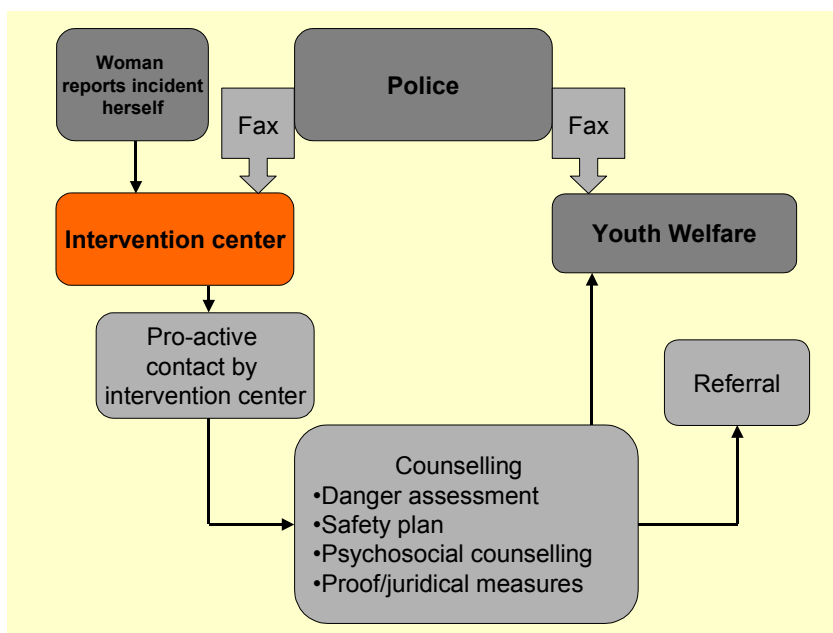 Woman
reports incident
herself
Police
Fax
Fax
Intervention center
Youth Welfare
Pro-active
contact by
intervention center
Referral
Counselling
•Danger assessment
•Safety plan
•Psychosocial counselling
•Proof/juridical measures